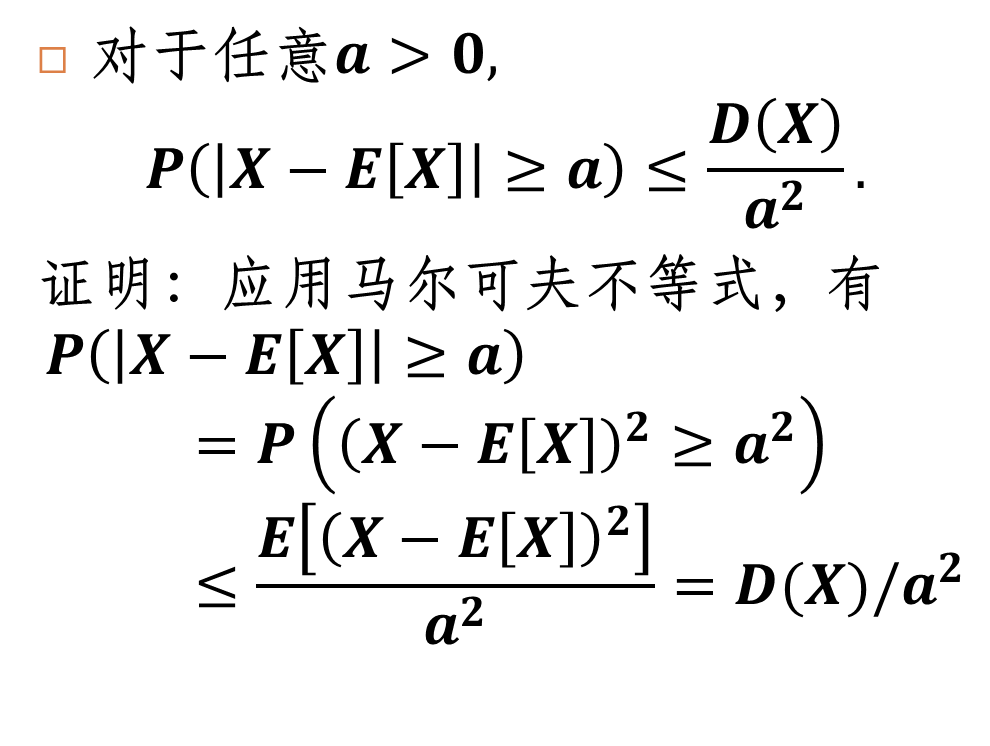 □ 对于任意a > 0,
P(|X − E[X]| ≥ a) ≤ D(X)/a² .
证明：应用马尔可夫不等式，有
P(|X − E[X]| ≥ a)
= P((X − E[X])² ≥ a²)
≤ E[(X − E[X])²]/a² = D(X)/a²